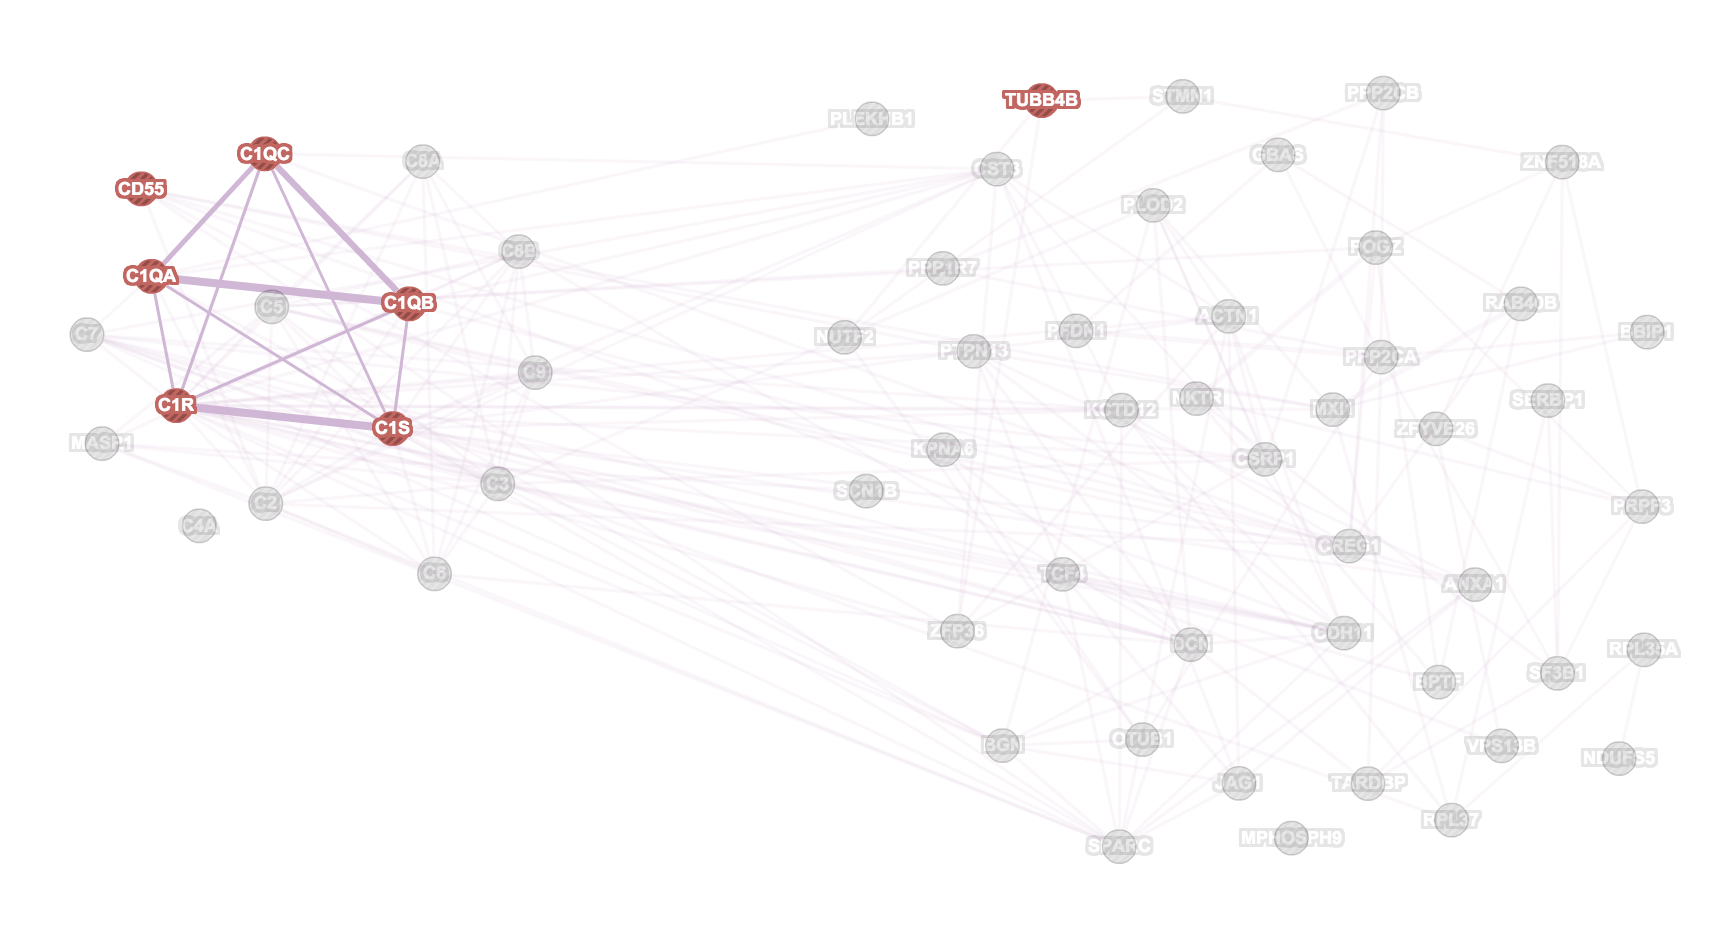 TUBB4B
STMN1
PPP2CB
PLEKHB1
C1QC
C8A
GST3
GBAS
ZNF518A
CD55
PLOD2
C8B
POGZ
PPP1R7
C1QA
C1QB
C5
RAB40B
ACTN1
C7
NUTF2
PFDN1
BBIP1
PTPN13
PPP2CA
C9
C1R
NKTR
SERBP1
KCTD12
MXI1
C1S
ZFYVE26
MASP1
KPNA6
CSRP1
C3
SCN1B
C2
PRPF3
C4A
CREG1
C6
TCF4
ANXA1
ZFP36
CDH11
DCN
RPL35A
SF3B1
BPTF
OTUB1
BGN
VPS13B
NDUFS5
JAG1
TARDBP
RPL37
MPHOSPH9
SPARC